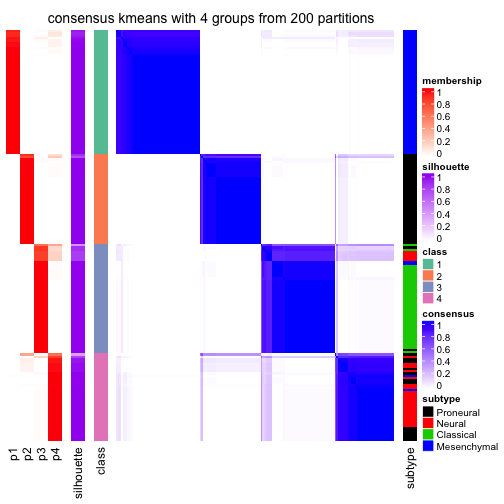 consensus kmeans with 4 groups from 200 partitions
membership
1
0.8
0.6
0.4
0.2
0
silhouette
1
0.8
0.6
0.4
0.2
0
class
1
2
3
4
consensus
1
0.8
0.6
0.4
0.2
0
subtype
Proneural
Neural
Classical
Mesenchymal
p1
p2
p3
p4
silhouette
class
subtype